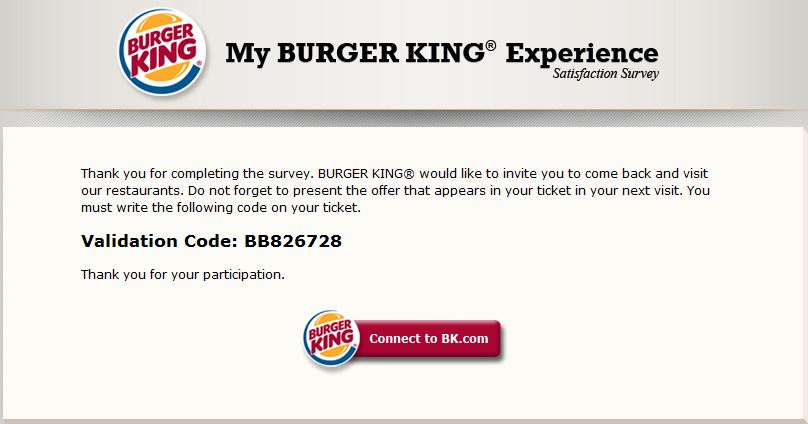 BURGER
KING
My BURGER KING® Experience
Satisfaction Survey
Thank you for completing the survey. BURGER KING® would like to invite you to come back and visit
our restaurants. Do not forget to present the offer that appears in your ticket in your next visit. You
must write the following code on your ticket.
Validation Code: BB826728
Thank you for your participation.
BURGER
KING
Connect to BK.com